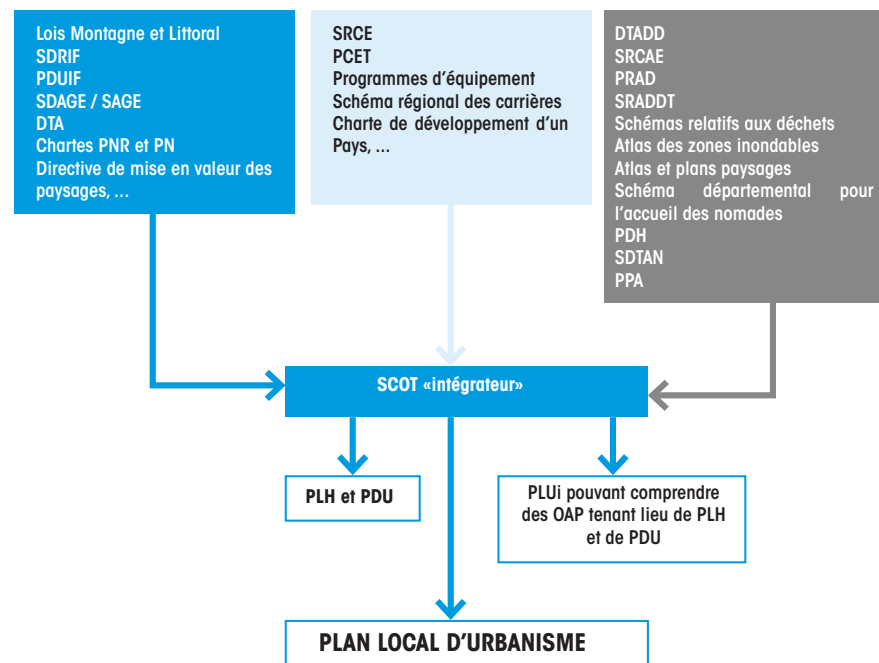 Lois Montagne et Littoral
SDRIF
PDUIF
SDAGE / SAGE
DTA
Chartes PNR et PN
Directive de mise en valeur des
paysages, ...
SRCE
PCET
Programmes d'équipement
Schéma régional des carrières
Charte de développement d'un
Pays, ...
DTADD
SRCAE
PRAD
SRADDT
Schémas relatifs aux déchets
Atlas des zones inondables
Atlas et plans paysages
Schéma départemental pour
l'accueil des nomades
PDH
SDTAN
PPA
SCOT «intégrateur»
PLH et PDU
PLUi pouvant comprendre
des OAP tenant lieu de PLH
et de PDU
PLAN LOCAL D'URBANISME